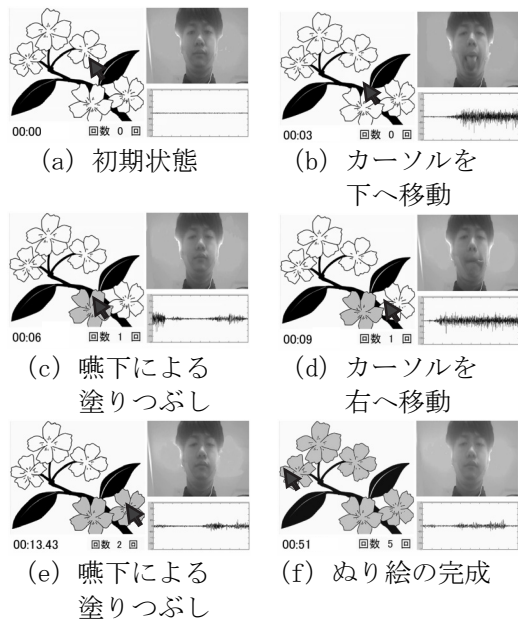 00:00 回数 0 回
(a) 初期状態
00:03 回数 0 回
(b) カーソルを
下へ移動
00:06 回数 1 回
(c) 嚥下による
塗りつぶし
00:09 回数 1 回
(d) カーソルを
右へ移動
00:13.43 回数 2 回
(e) 嚥下による
塗りつぶし
00:51 回数 5 回
(f) ぬり絵の完成